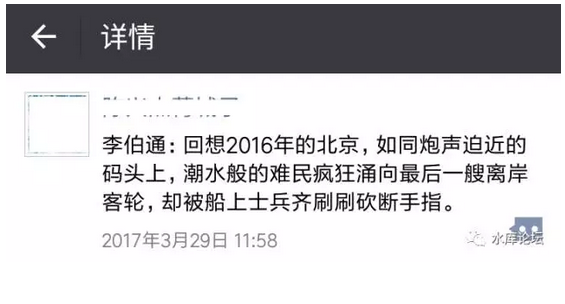 详情
李伯通：回想2016年的北京，如同炮声迫近的
码头上，潮水般的难民疯狂涌向最后一艘离岸
客轮，却被船上士兵齐刷刷砍断手指。
2017年3月29日 11:58
水库论坛